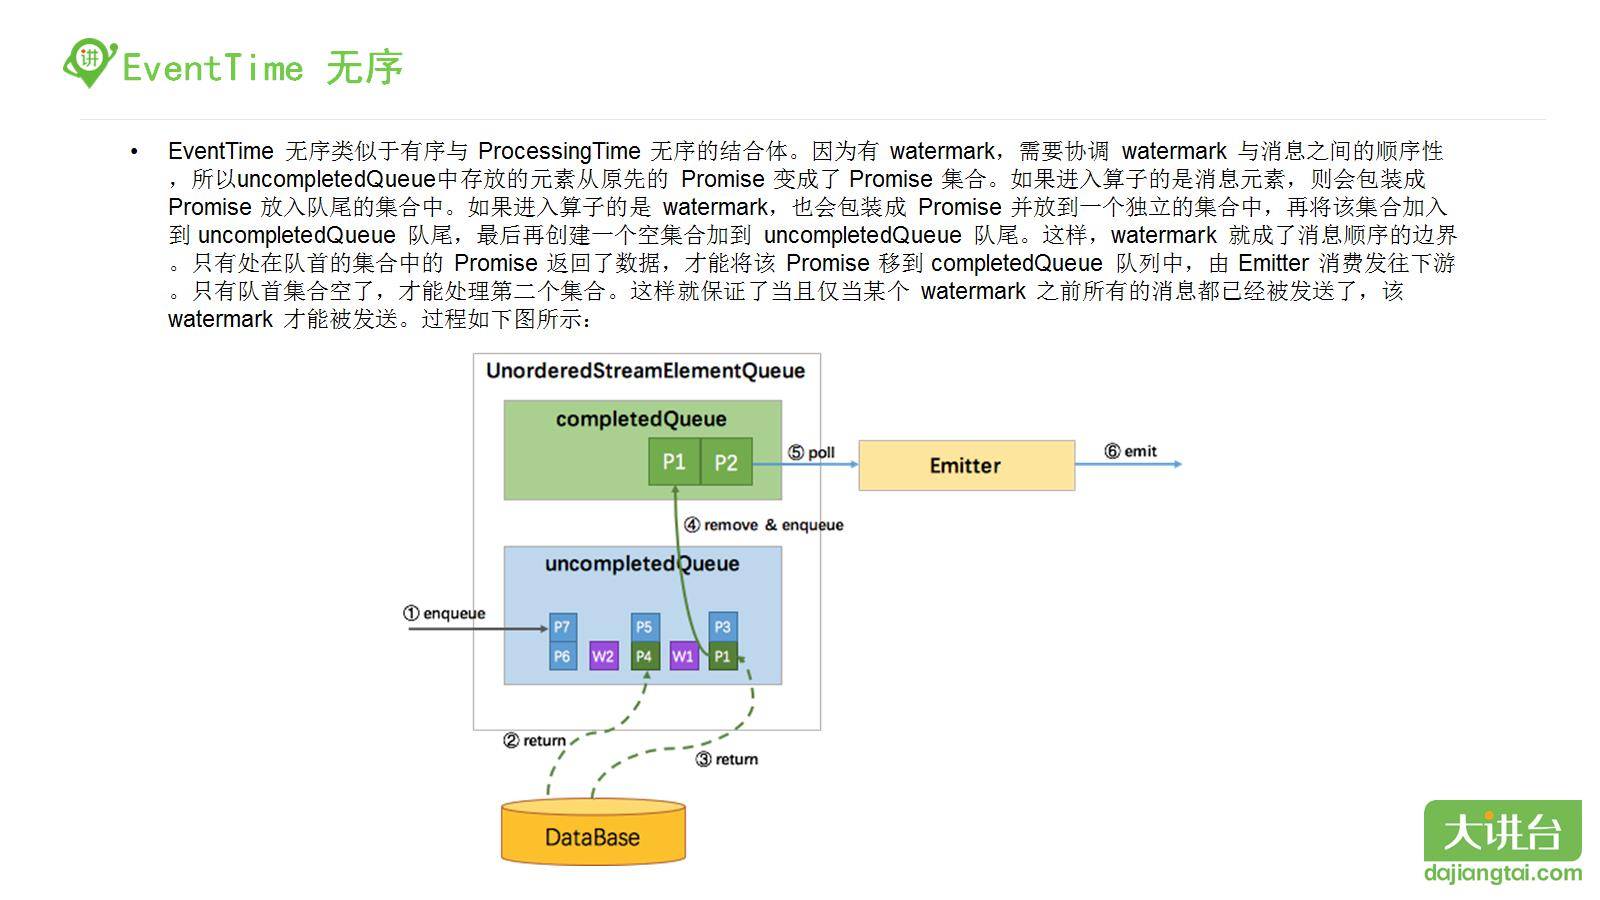 讲
EventTime 无序
• EventTime 无序类似于有序与 ProcessingTime 无序的结合体。因为有 watermark，需要协调 watermark 与消息之间的顺序性
，所以uncompletedQueue中存放的元素从原先的 Promise 变成了 Promise 集合。如果进入算子的是消息元素，则会包装成
Promise 放入队尾的集合中。如果进入算子的是 watermark，也会包装成 Promise 并放到一个独立的集合中，再将该集合加入
到 uncompletedQueue 队尾，最后再创建一个空集合加到 uncompletedQueue 队尾。这样，watermark 就成了消息顺序的边界
。只有处在队首的集合中的 Promise 返回了数据，才能将该 Promise 移到 completedQueue 队列中，由 Emitter 消费发往下游
。只有队首集合空了，才能处理第二个集合。这样就保证了当且仅当某个 watermark 之前所有的消息都已经被发送了，该
watermark 才能被发送。过程如下图所示：
UnorderedStreamElementQueue
completedQueue
P1 P2
⑤ poll
Emitter
⑥ emit
④ remove & enqueue
uncompletedQueue
① enqueue
P7 P5 P3
P6 W2 P4 W1 P1
② return
③ return
DataBase
大讲台
dajiangtai.com